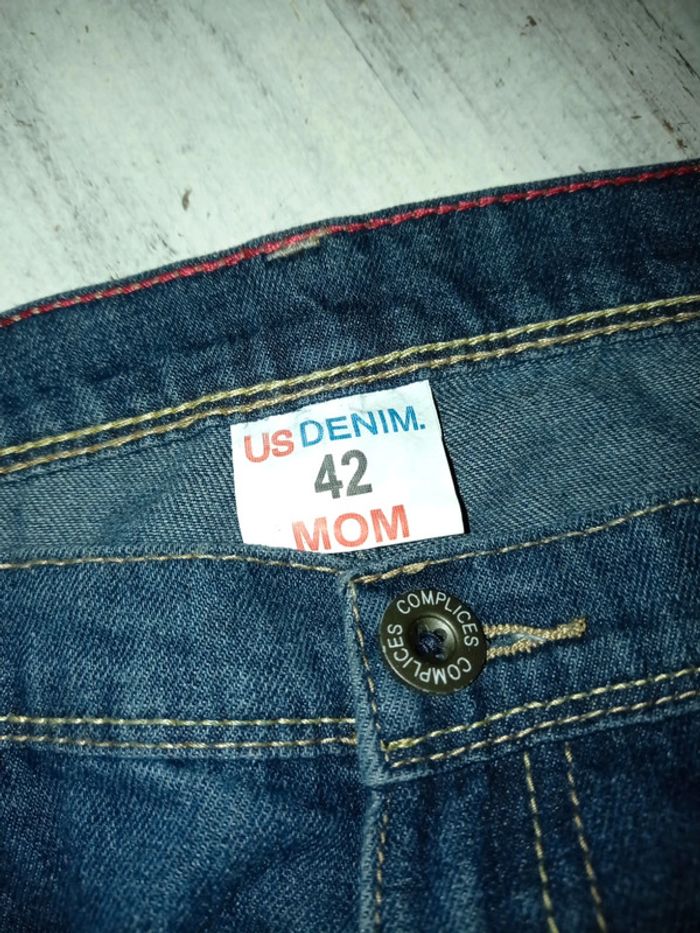 US DENIM.
42
MOM
COMPLICES COMPLICES